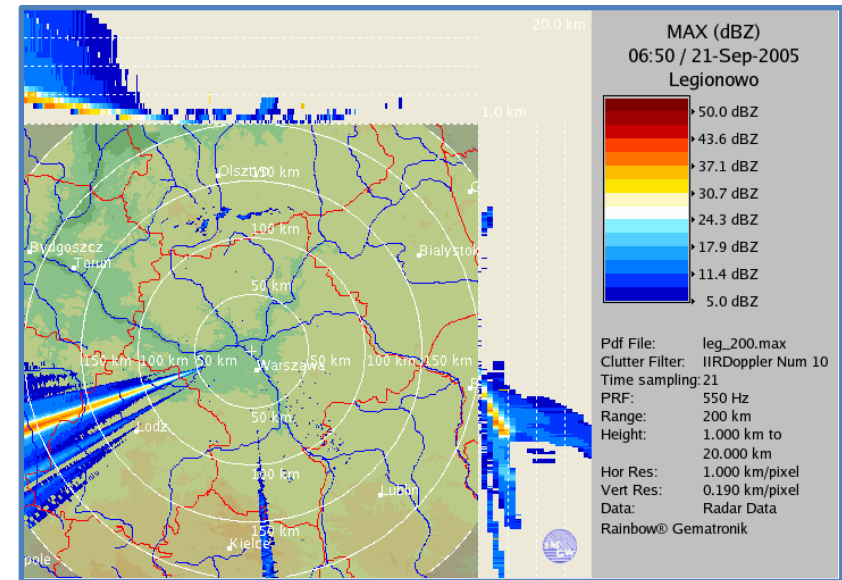 20.0 km
1.0 km
MAX (dBZ)
06:50 / 21-Sep-2005
Legionowo
50.0 dBZ
43.6 dBZ
37.1 dBZ
30.7 dBZ
24.3 dBZ
17.9 dBZ
11.4 dBZ
5.0 dBZ
Pdf File: leg_200.max
Clutter Filter: IIRDoppler Num 10
Time sampling: 21
PRF: 550 Hz
Range: 200 km
Height: 1.000 km to
20.000 km
Hor Res: 1.000 km/pixel
Vert Res: 0.190 km/pixel
Data: Radar Data
Rainbow® Gematronik
Olsztyn
150 km
100 km
Bydgoszcz
Torun
Bialystok
50 km
150 km 100 km 50 km
50 km 100 km 150 km
Warszawa
50 km
Lodz
100 km
Lublin
150 km
Kielce
pole